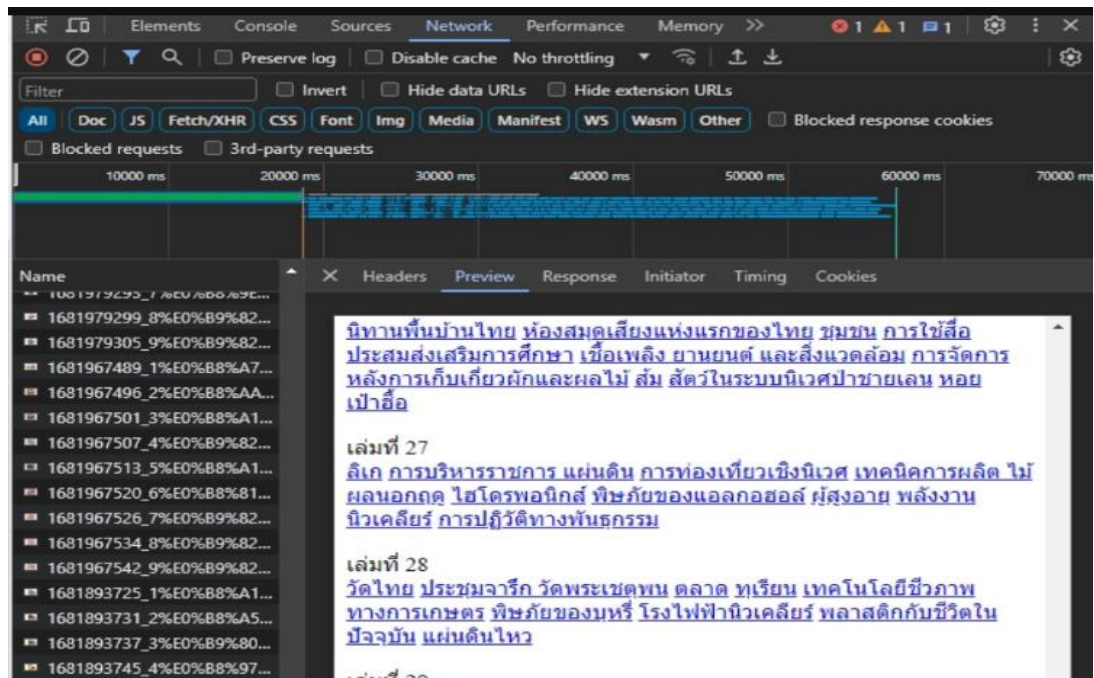 Elements Console Sources Network Performance Memory 1 1 1
Preserve log Disable cache No throttling
Filter Invert Hide data URLs Hide extension URLs
All Doc JS Fetch/XHR CSS Font Img Media Manifest WS Wasm Other Blocked response cookies
Blocked requests 3rd-party requests
10000 ms 20000 ms 30000 ms 40000 ms 50000 ms 60000 ms 70000 ms
Name
1681979299_8%E0%B9%82...
1681979305_9%E0%B9%82...
1681967489_1%E0%B8%A7...
1681967496_2%E0%B8%AA...
1681967501_3%E0%B8%A1...
1681967507_4%E0%B9%82...
1681967513_5%E0%B8%A1...
1681967520_6%E0%B8%81...
1681967526_7%E0%B9%82...
1681967534_8%E0%B9%82...
1681967542_9%E0%B9%82...
1681893725_1%E0%B8%A1...
1681893731_2%E0%B8%A5...
1681893737_3%E0%B9%80...
1681893745_4%E0%B8%97...
Headers Preview Response Initiator Timing Cookies
นิทานพื้นบ้านไทย ห้องสมุดเสียงแห่งแรกของไทย ชุมชน การใช้สื่อ
ประสมส่งเสริมการศึกษา เชื้อเพลิง ยานยนต์ และสิ่งแวดล้อม การจัดการ
หลังการเก็บเกี่ยวผักและผลไม้ ส้ม สัตว์ในระบบนิเวศป่าชายเลน หอย
เป๋าฮื้อ
เล่มที่ 27
ลิเก การบริหารราชการ แผ่นดิน การท่องเที่ยวเชิงนิเวศ เทคนิคการผลิต ไม้
ผลนอกฤดู ไฮโดรพอนิกส์ พิษภัยของแอลกอฮอล์ ผู้สูงอายุ พลังงาน
นิวเคลียร์ การปฏิวัติทางพันธุกรรม
เล่มที่ 28
วัดไทย ประชุมจารึก วัดพระเชตุพน ตลาด ทุเรียน เทคโนโลยีชีวภาพ
ทางการเกษตร พิษภัยของบุหรี่ โรงไฟฟ้านิวเคลียร์ พลาสติกกับชีวิตใน
ปัจจุบัน แผ่นดินไหว